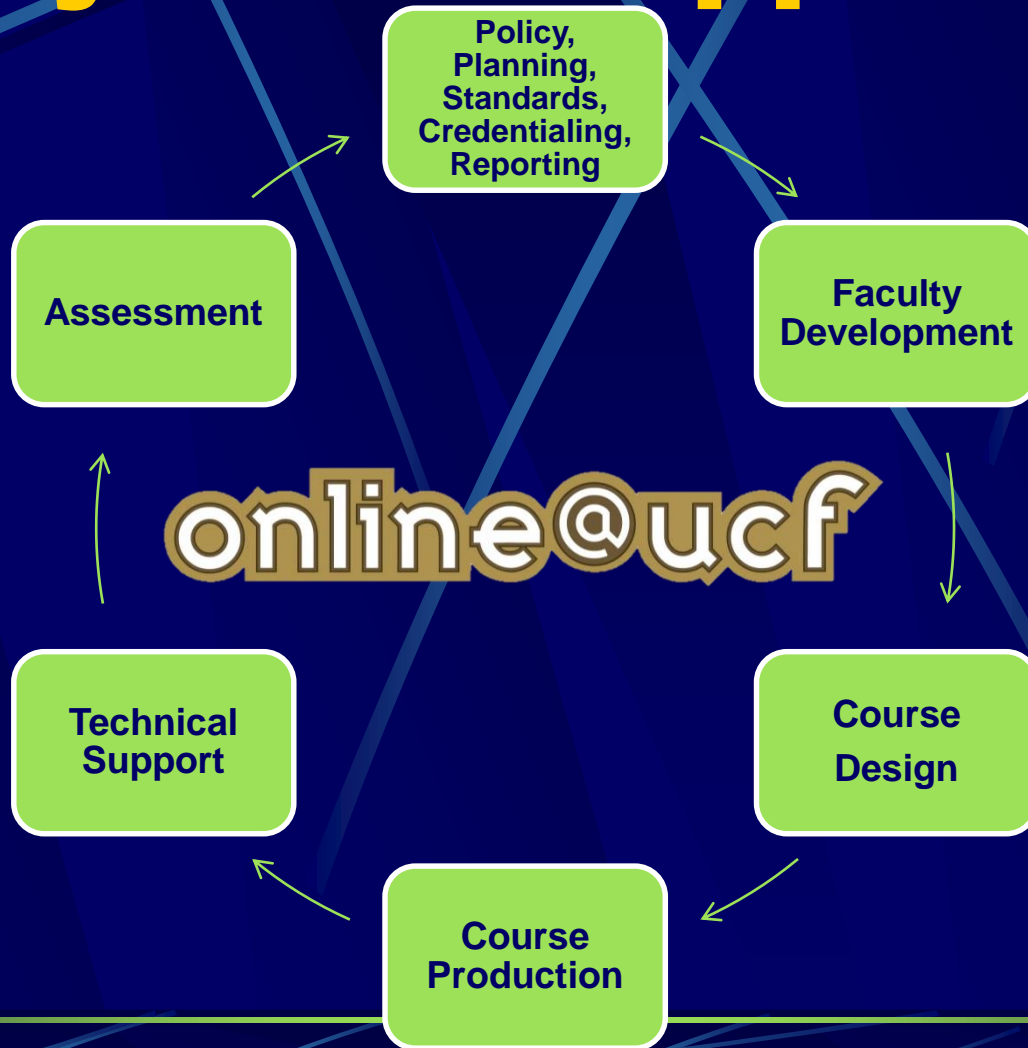 Policy,
Planning,
Standards,
Credentialing,
Reporting
Assessment
Faculty
Development
online@ucf
Technical
Support
Course
Design
Course
Production